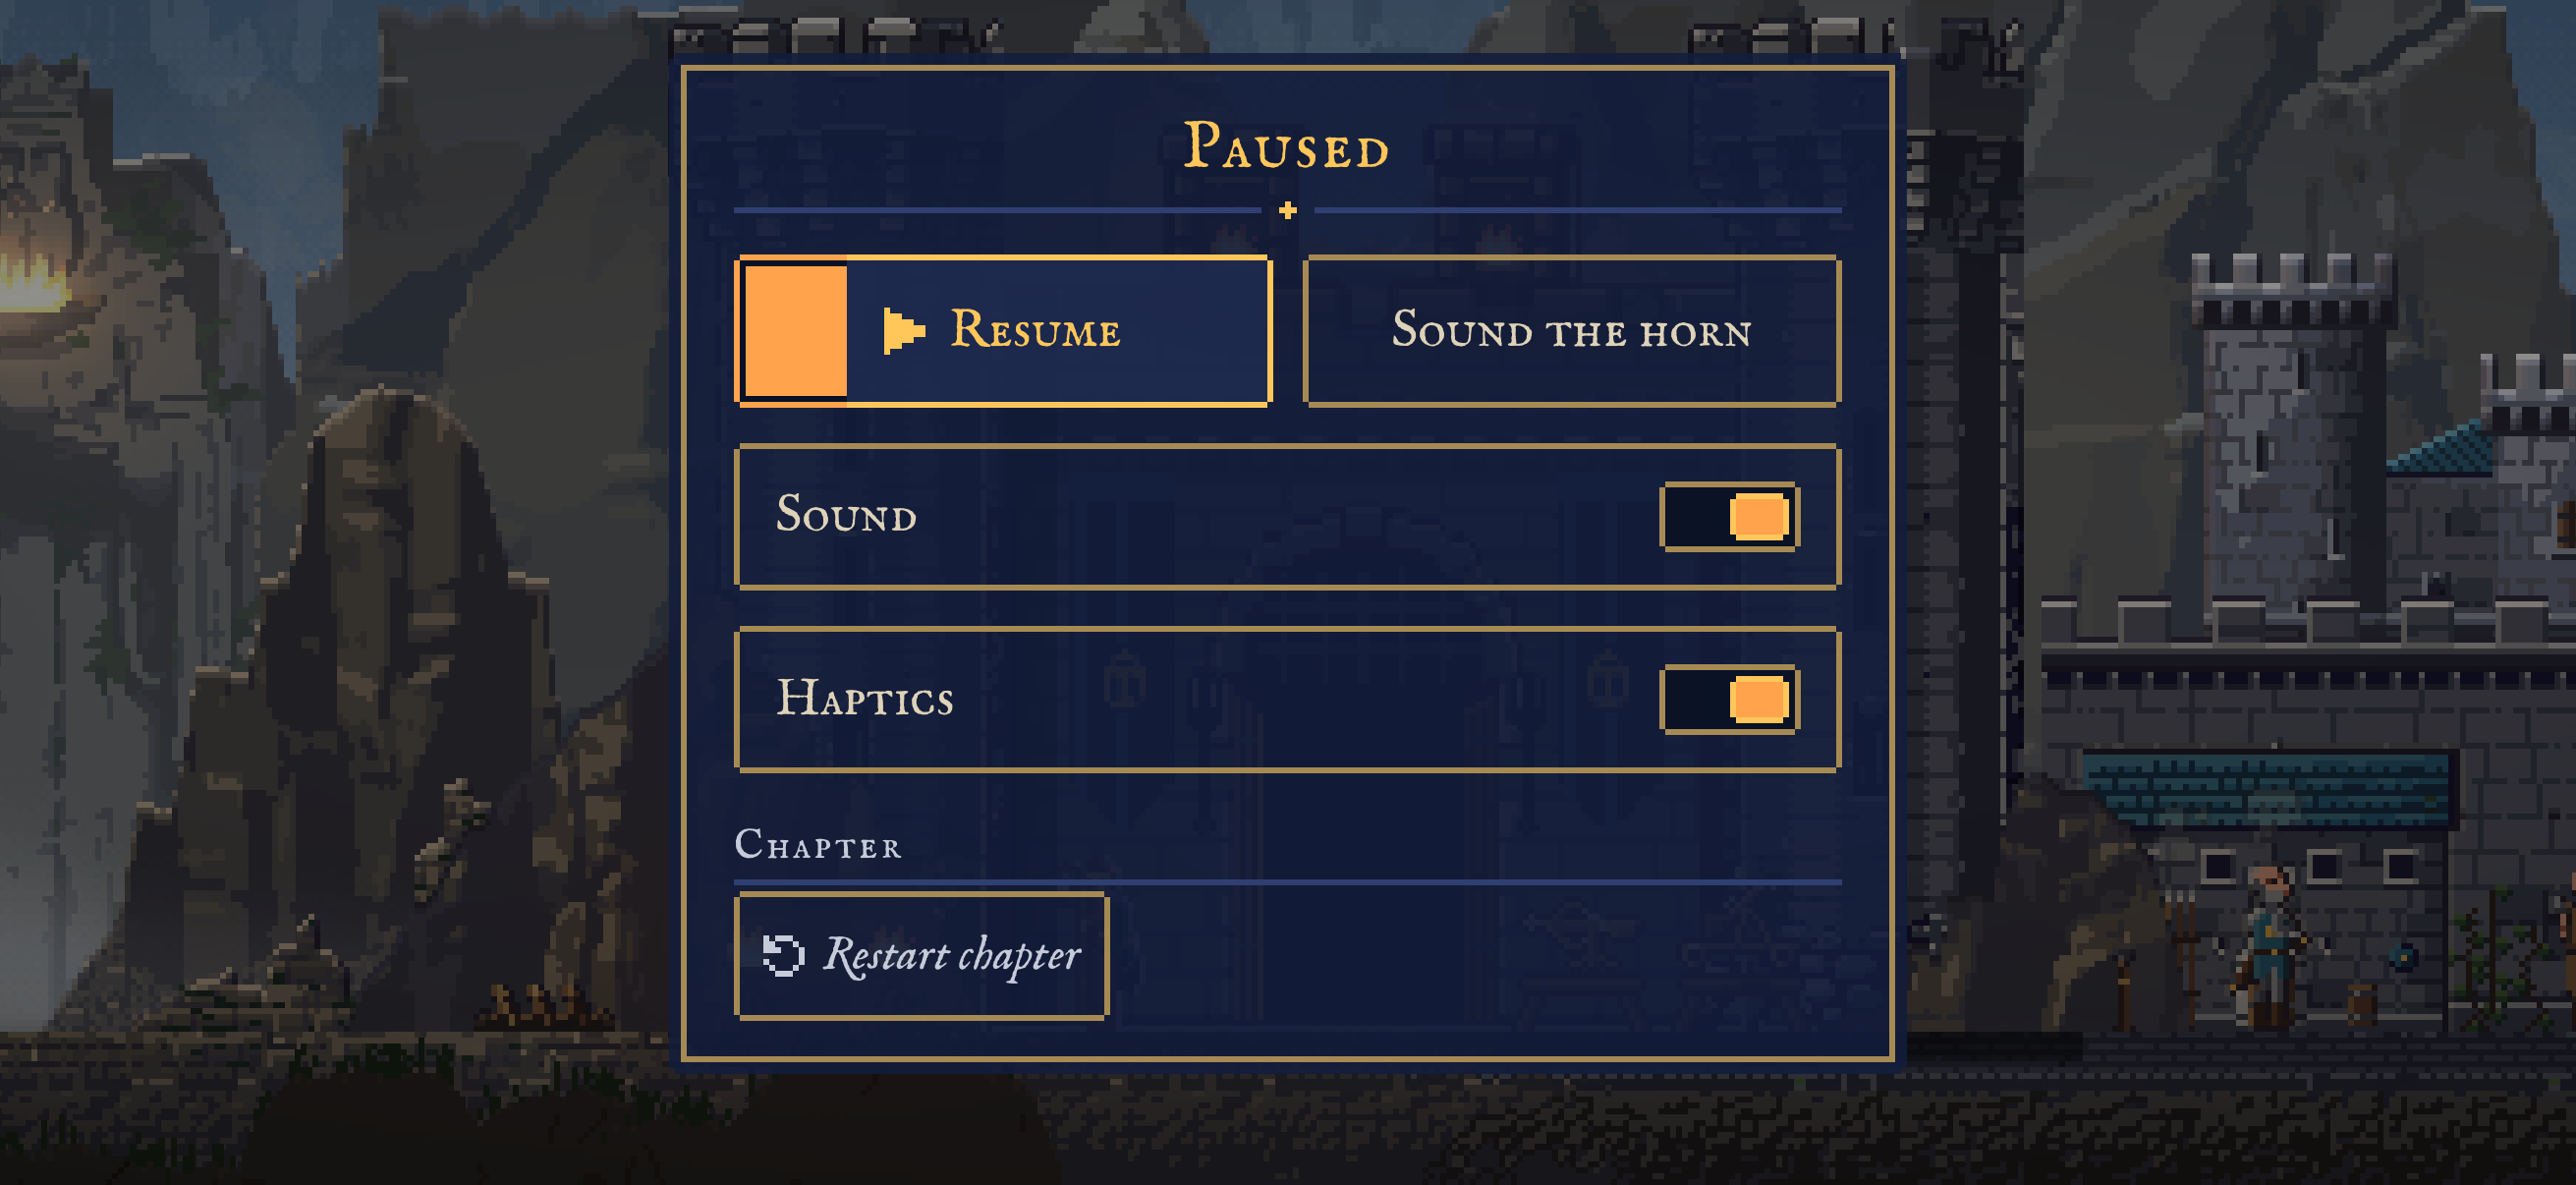 Paused
Resume
Sound the horn
Sound
Haptics
Chapter
Restart chapter